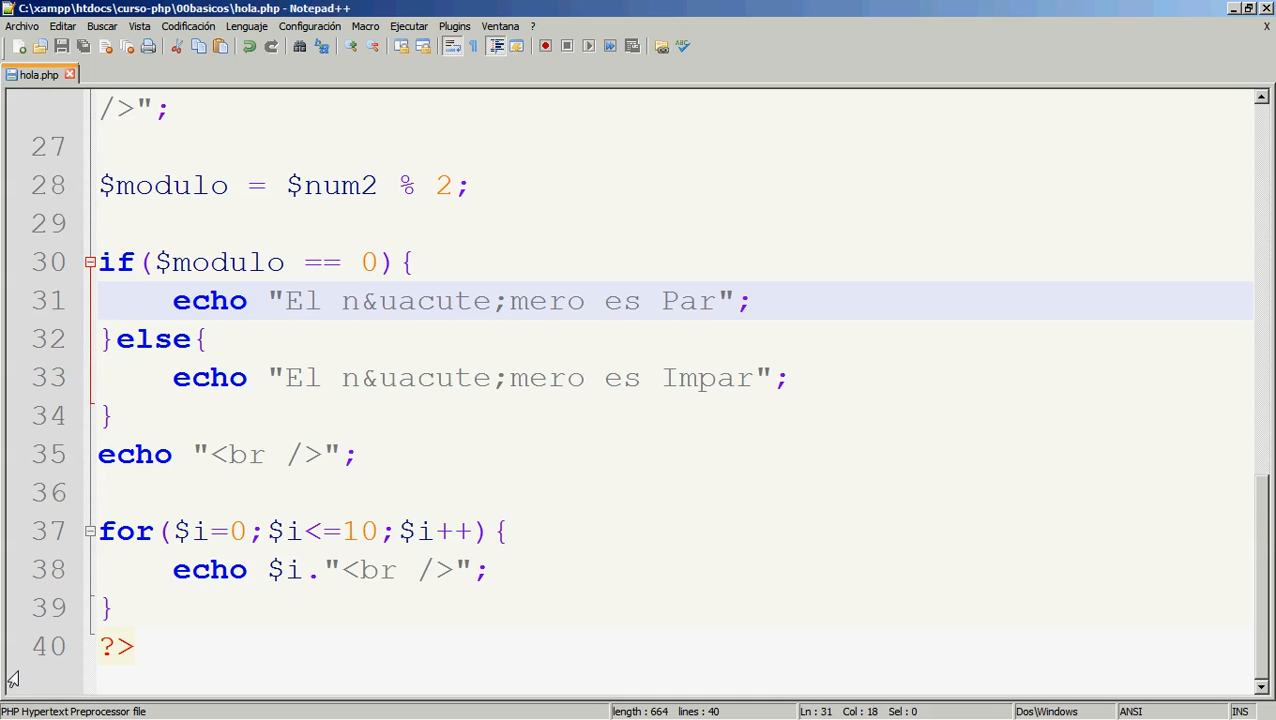 C:\xampp\htdocs\curso-php\00basicos\hola.php - Notepad++
Archivo Editar Buscar Vista Codificación Lenguaje Configuración Macro Ejecutar Plugins Ventana ? X
hola.php
/>";
27
28 $modulo = $num2 % 2;
29
30 if($modulo == 0){
31 echo "El n&uacute;mero es Par";
32 }else{
33 echo "El n&uacute;mero es Impar";
34 }
35 echo "<br />";
36
37 for($i=0;$i<=10;$i++){
38 echo $i."<br />";
39 }
40 ?>
PHP Hypertext Preprocessor file length : 664 lines : 40 Ln : 31 Col : 18 Sel : 0 Dos\Windows ANSI INS